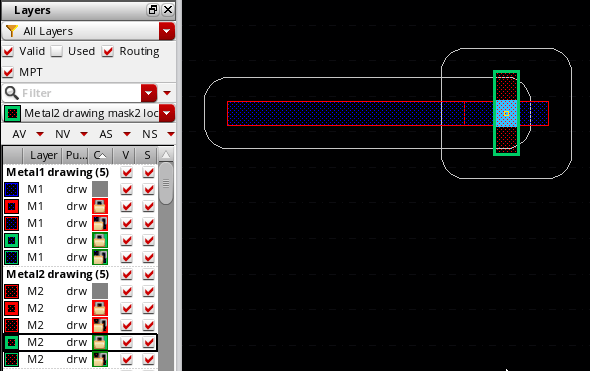 Layers
All Layers
Valid Used Routing
MPT
Filter
Metal2 drawing mask2 loc
AV NV AS NS
Layer Pu... C V S
Metal1 drawing (5)
M1 drw
M1 drw
M1 drw
M1 drw
M1 drw
Metal2 drawing (5)
M2 drw
M2 drw
M2 drw
M2 drw
M2 drw